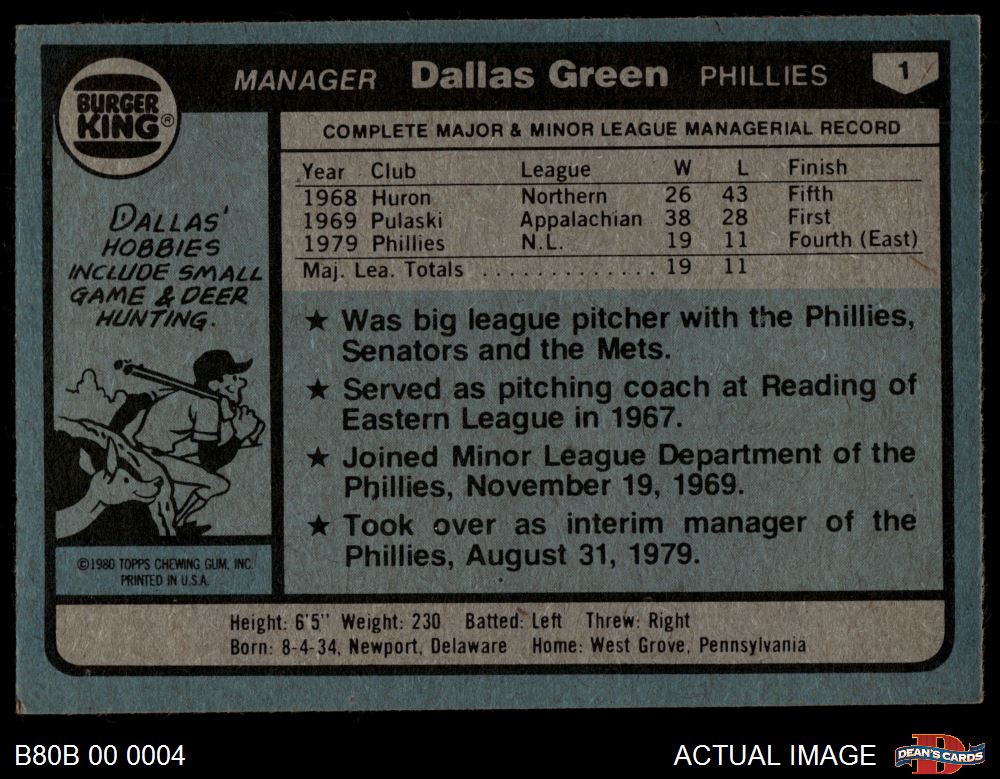 BURGER
KING®
MANAGER Dallas Green PHILLIES 1
COMPLETE MAJOR & MINOR LEAGUE MANAGERIAL RECORD
Year Club League W L Finish
1968 Huron Northern 26 43 Fifth
1969 Pulaski Appalachian 38 28 First
1979 Phillies N.L. 19 11 Fourth (East)
Maj. Lea. Totals . . . . . . . . . . . . . 19 11
DALLAS'
HOBBIES
INCLUDE SMALL
GAME & DEER
HUNTING.
★ Was big league pitcher with the Phillies,
Senators and the Mets.
★ Served as pitching coach at Reading of
Eastern League in 1967.
★ Joined Minor League Department of the
Phillies, November 19, 1969.
★ Took over as interim manager of the
Phillies, August 31, 1979.
©1980 TOPPS CHEWING GUM, INC.
PRINTED IN U.S.A.
Height: 6'5" Weight: 230 Batted: Left Threw: Right
Born: 8-4-34, Newport, Delaware Home: West Grove, Pennsylvania
B80B 00 0004 ACTUAL IMAGE
D
DEAN'S CARDS